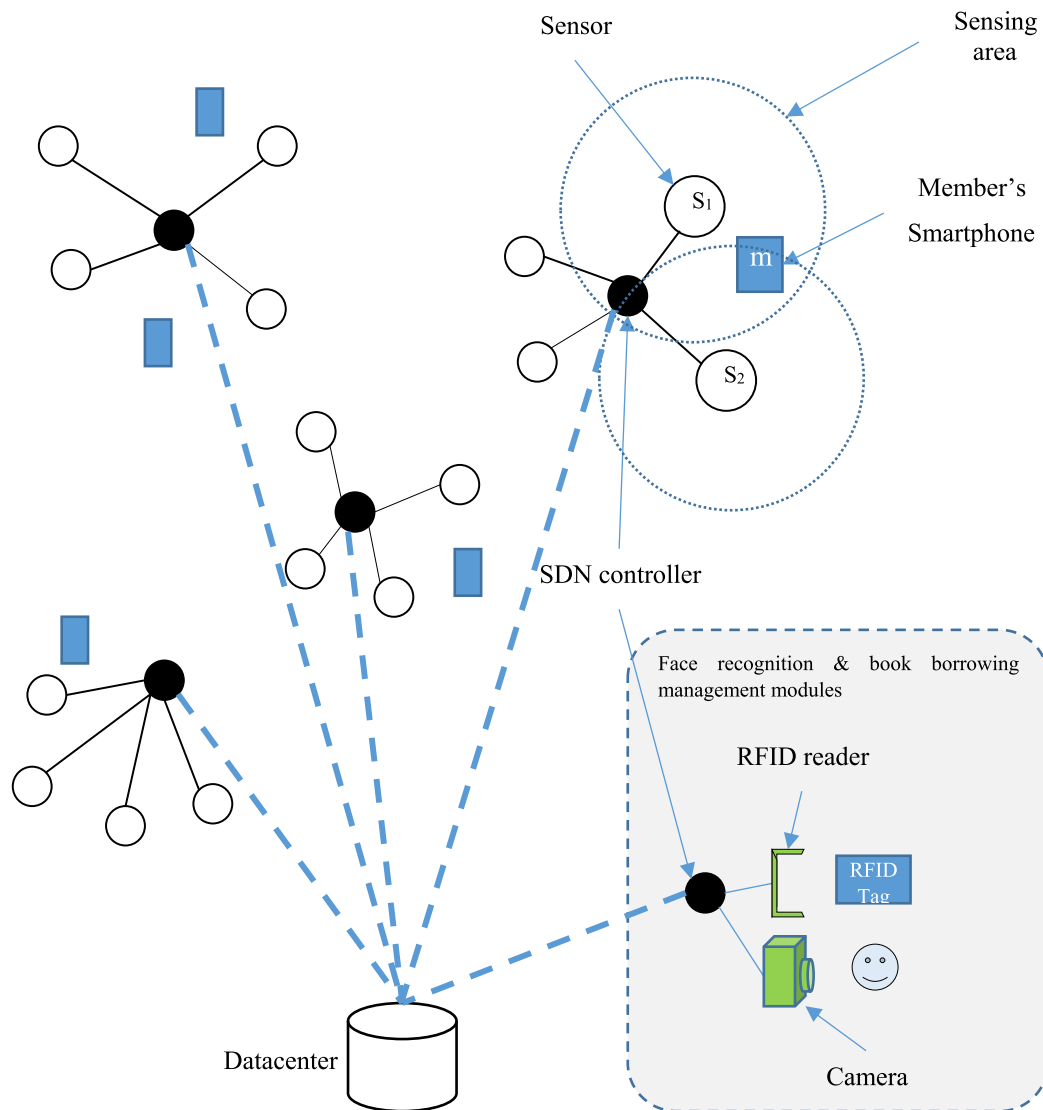 Sensor
Sensing
area
S1
Member’s
Smartphone
m
S2
SDN controller
Face recognition & book borrowing
management modules
RFID reader
RFID
Tag
Datacenter
Camera